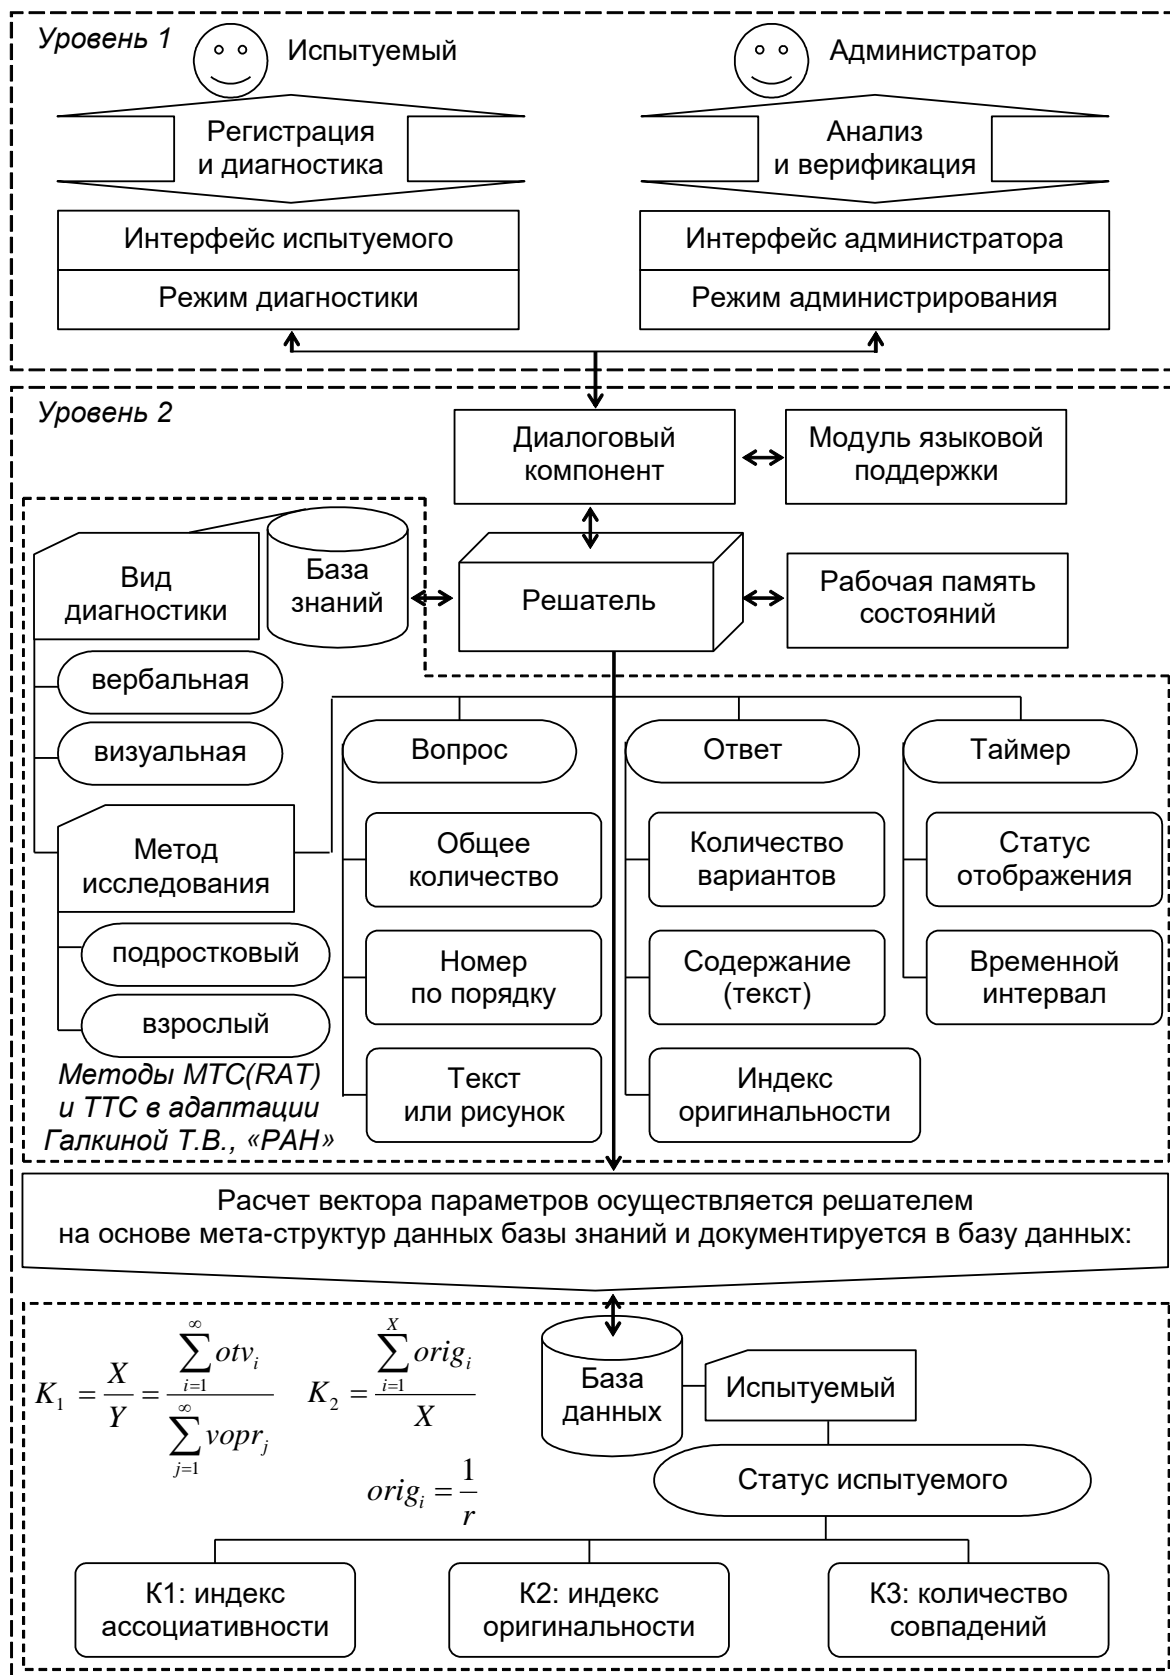 Уровень 1
Испытуемый
Администратор
Регистрация
и диагностика
Анализ
и верификация
Интерфейс испытуемого
Режим диагностики
Интерфейс администратора
Режим администрирования
Уровень 2
Диалоговый
компонент
Модуль языковой
поддержки
Вид
диагностики
База
знаний
Решатель
Рабочая память
состояний
вербальная
визуальная
Метод
исследования
подростковый
взрослый
Методы МТС(RAT)
и ТТС в адаптации
Галкиной Т.В., «РАН»
Вопрос
Общее
количество
Номер
по порядку
Текст
или рисунок
Ответ
Количество
вариантов
Содержание
(текст)
Индекс
оригинальности
Таймер
Статус
отображения
Временной
интервал
Расчет вектора параметров осуществляется решателем
на основе мета-структур данных базы знаний и документируется в базу данных:
K₁ = X/Y = ∑_{i=1}^{∞} otv_i / ∑_{j=1}^{∞} vopr_j
K₂ = ∑_{i=1}^{X} orig_i / X
orig_i = 1/r
База
данных
Испытуемый
Статус испытуемого
К1: индекс
ассоциативности
К2: индекс
оригинальности
К3: количество
совпадений